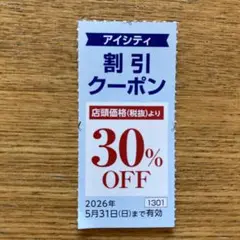 アイシティ
割引
クーポン
店頭価格(税抜)より
30%
OFF
2026年
1301
5月31日(日)まで有効